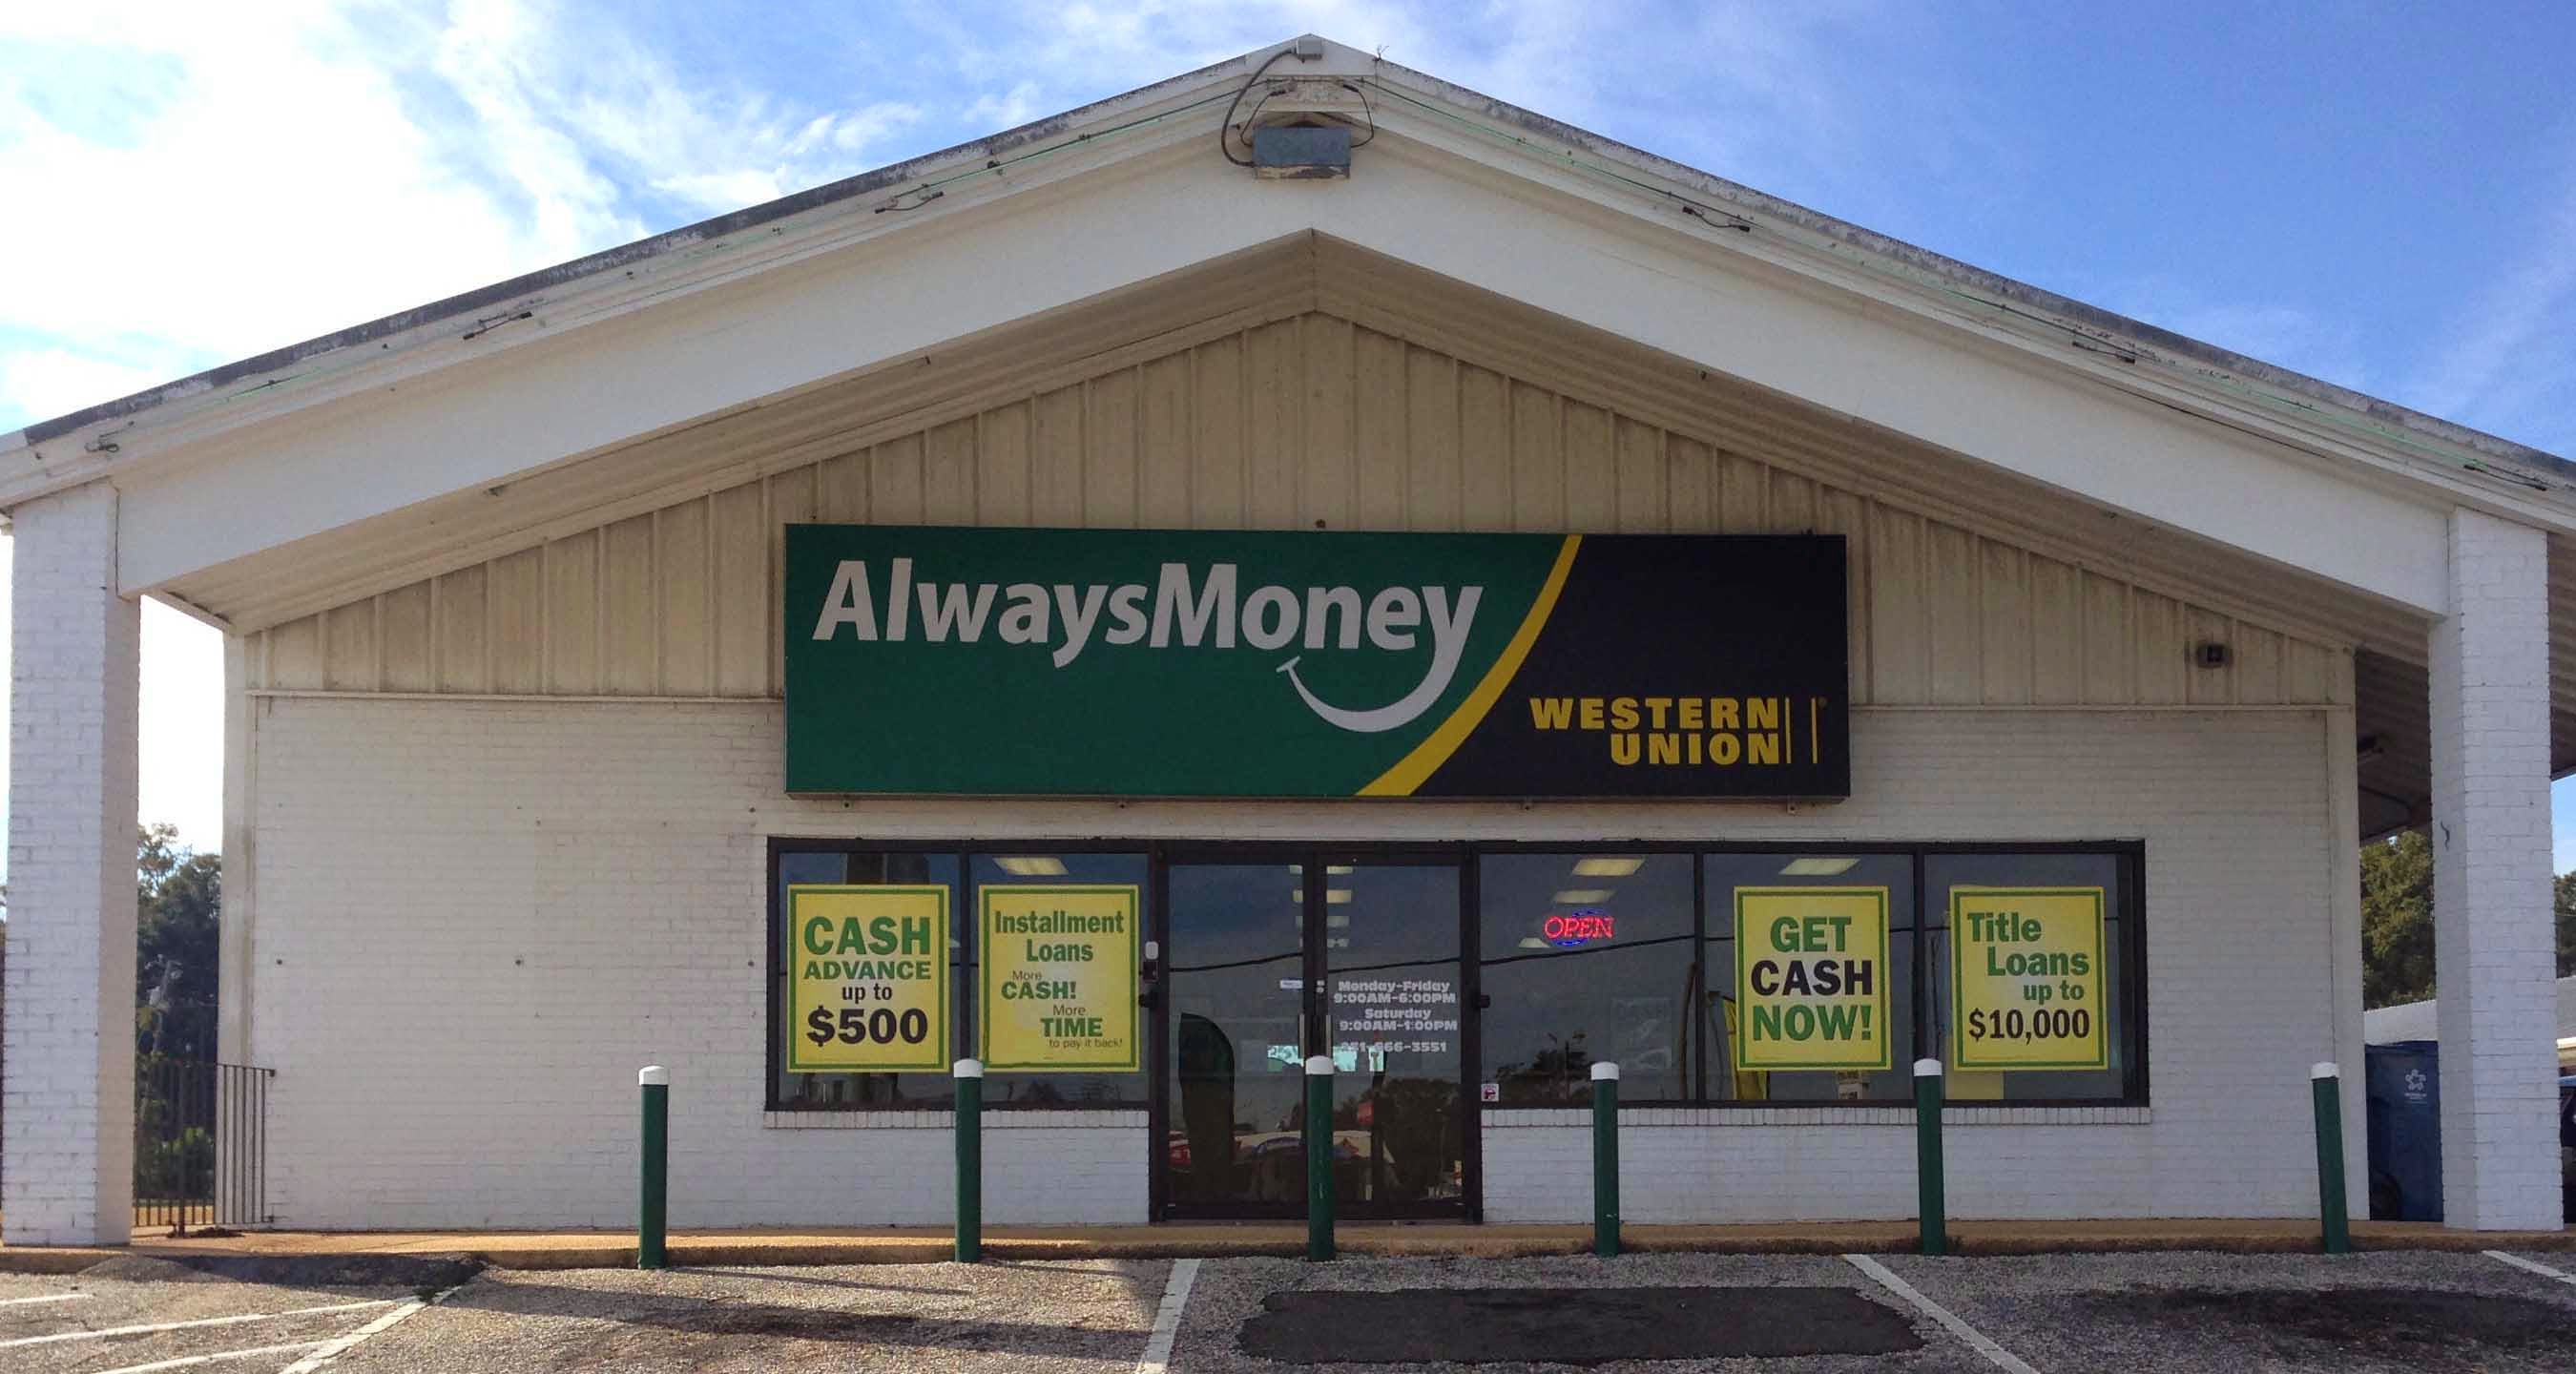 AlwaysMoney
WESTERN
UNION
CASH
ADVANCE
up to
$500
Installment
Loans
More
CASH!
More
TIME
to pay it back!
OPEN
Monday-Friday
9:00AM-6:00PM
Saturday
9:00AM-1:00PM
666-3551
GET
CASH
NOW!
Title
Loans
up to
$10,000